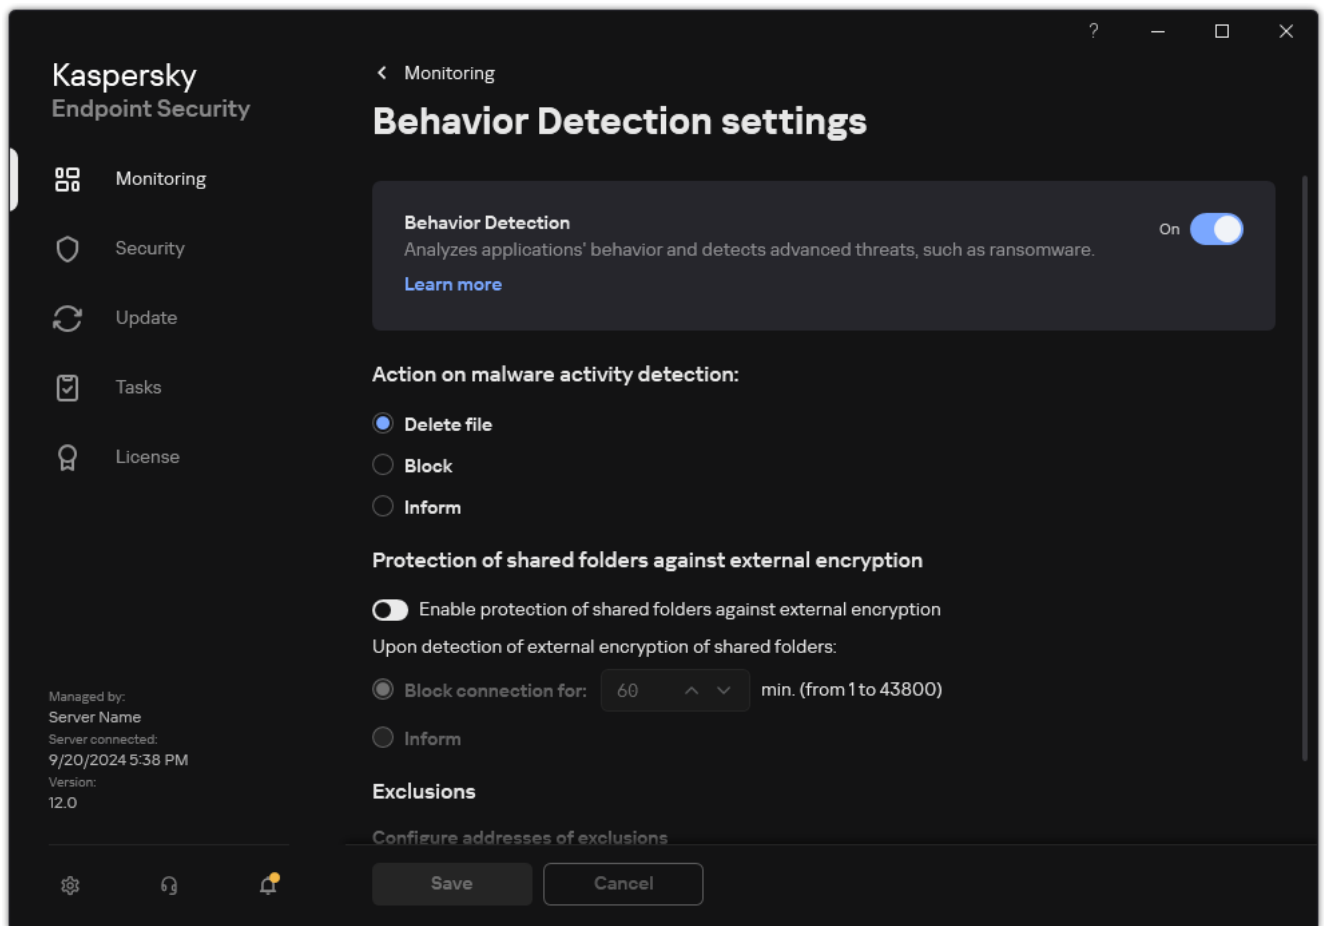 ?
Kaspersky
Endpoint Security
Monitoring
Security
Update
Tasks
License
Managed by:
Server Name
Server connected:
9/20/2024 5:38 PM
Version:
12.0
Monitoring
Behavior Detection settings
Behavior Detection
Analyzes applications' behavior and detects advanced threats, such as ransomware.
Learn more
On
Action on malware activity detection:
Delete file
Block
Inform
Protection of shared folders against external encryption
Enable protection of shared folders against external encryption
Upon detection of external encryption of shared folders:
Block connection for: 60 min. (from 1 to 43800)
Inform
Exclusions
Configure addresses of exclusions
Save Cancel